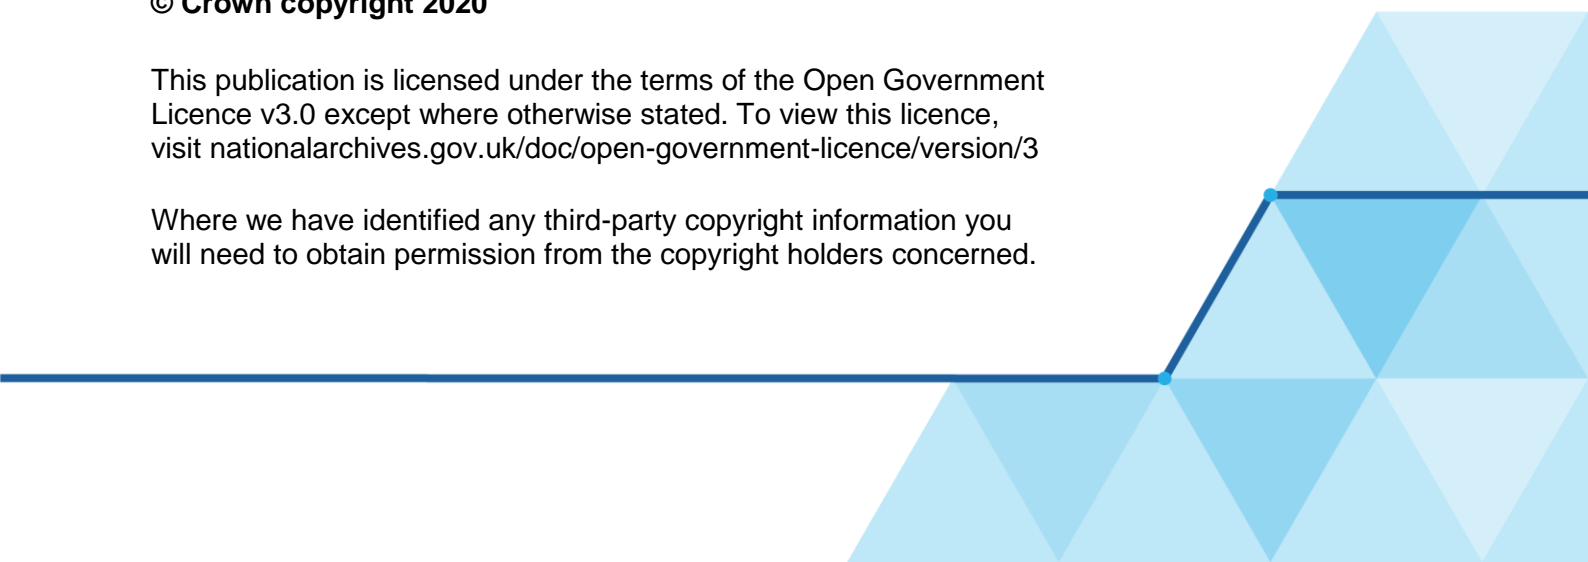 © Crown copyright 2020
This publication is licensed under the terms of the Open Government
Licence v3.0 except where otherwise stated. To view this licence,
visit nationalarchives.gov.uk/doc/open-government-licence/version/3
Where we have identified any third-party copyright information you
will need to obtain permission from the copyright holders concerned.